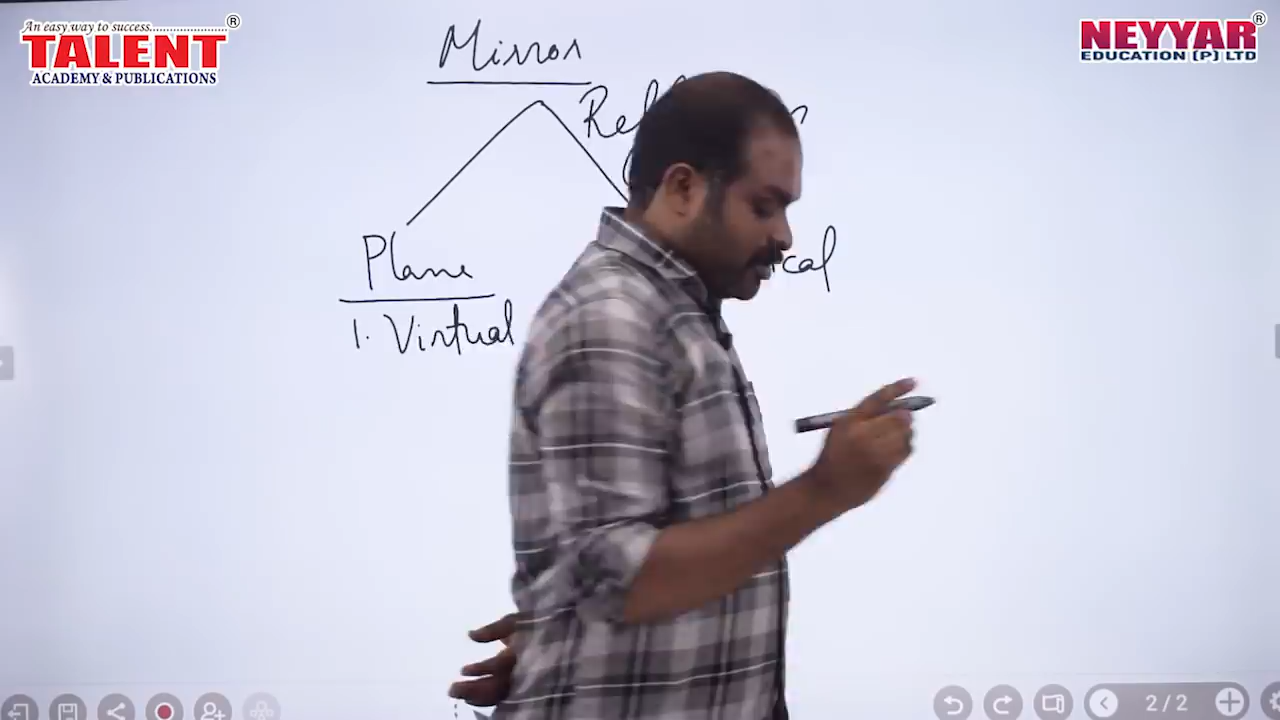 An easy way to success......................
TALENT®
ACADEMY & PUBLICATIONS
NEYYAR®
EDUCATION (P) LTD
Mirror
Plane
1. Virtual
2/2